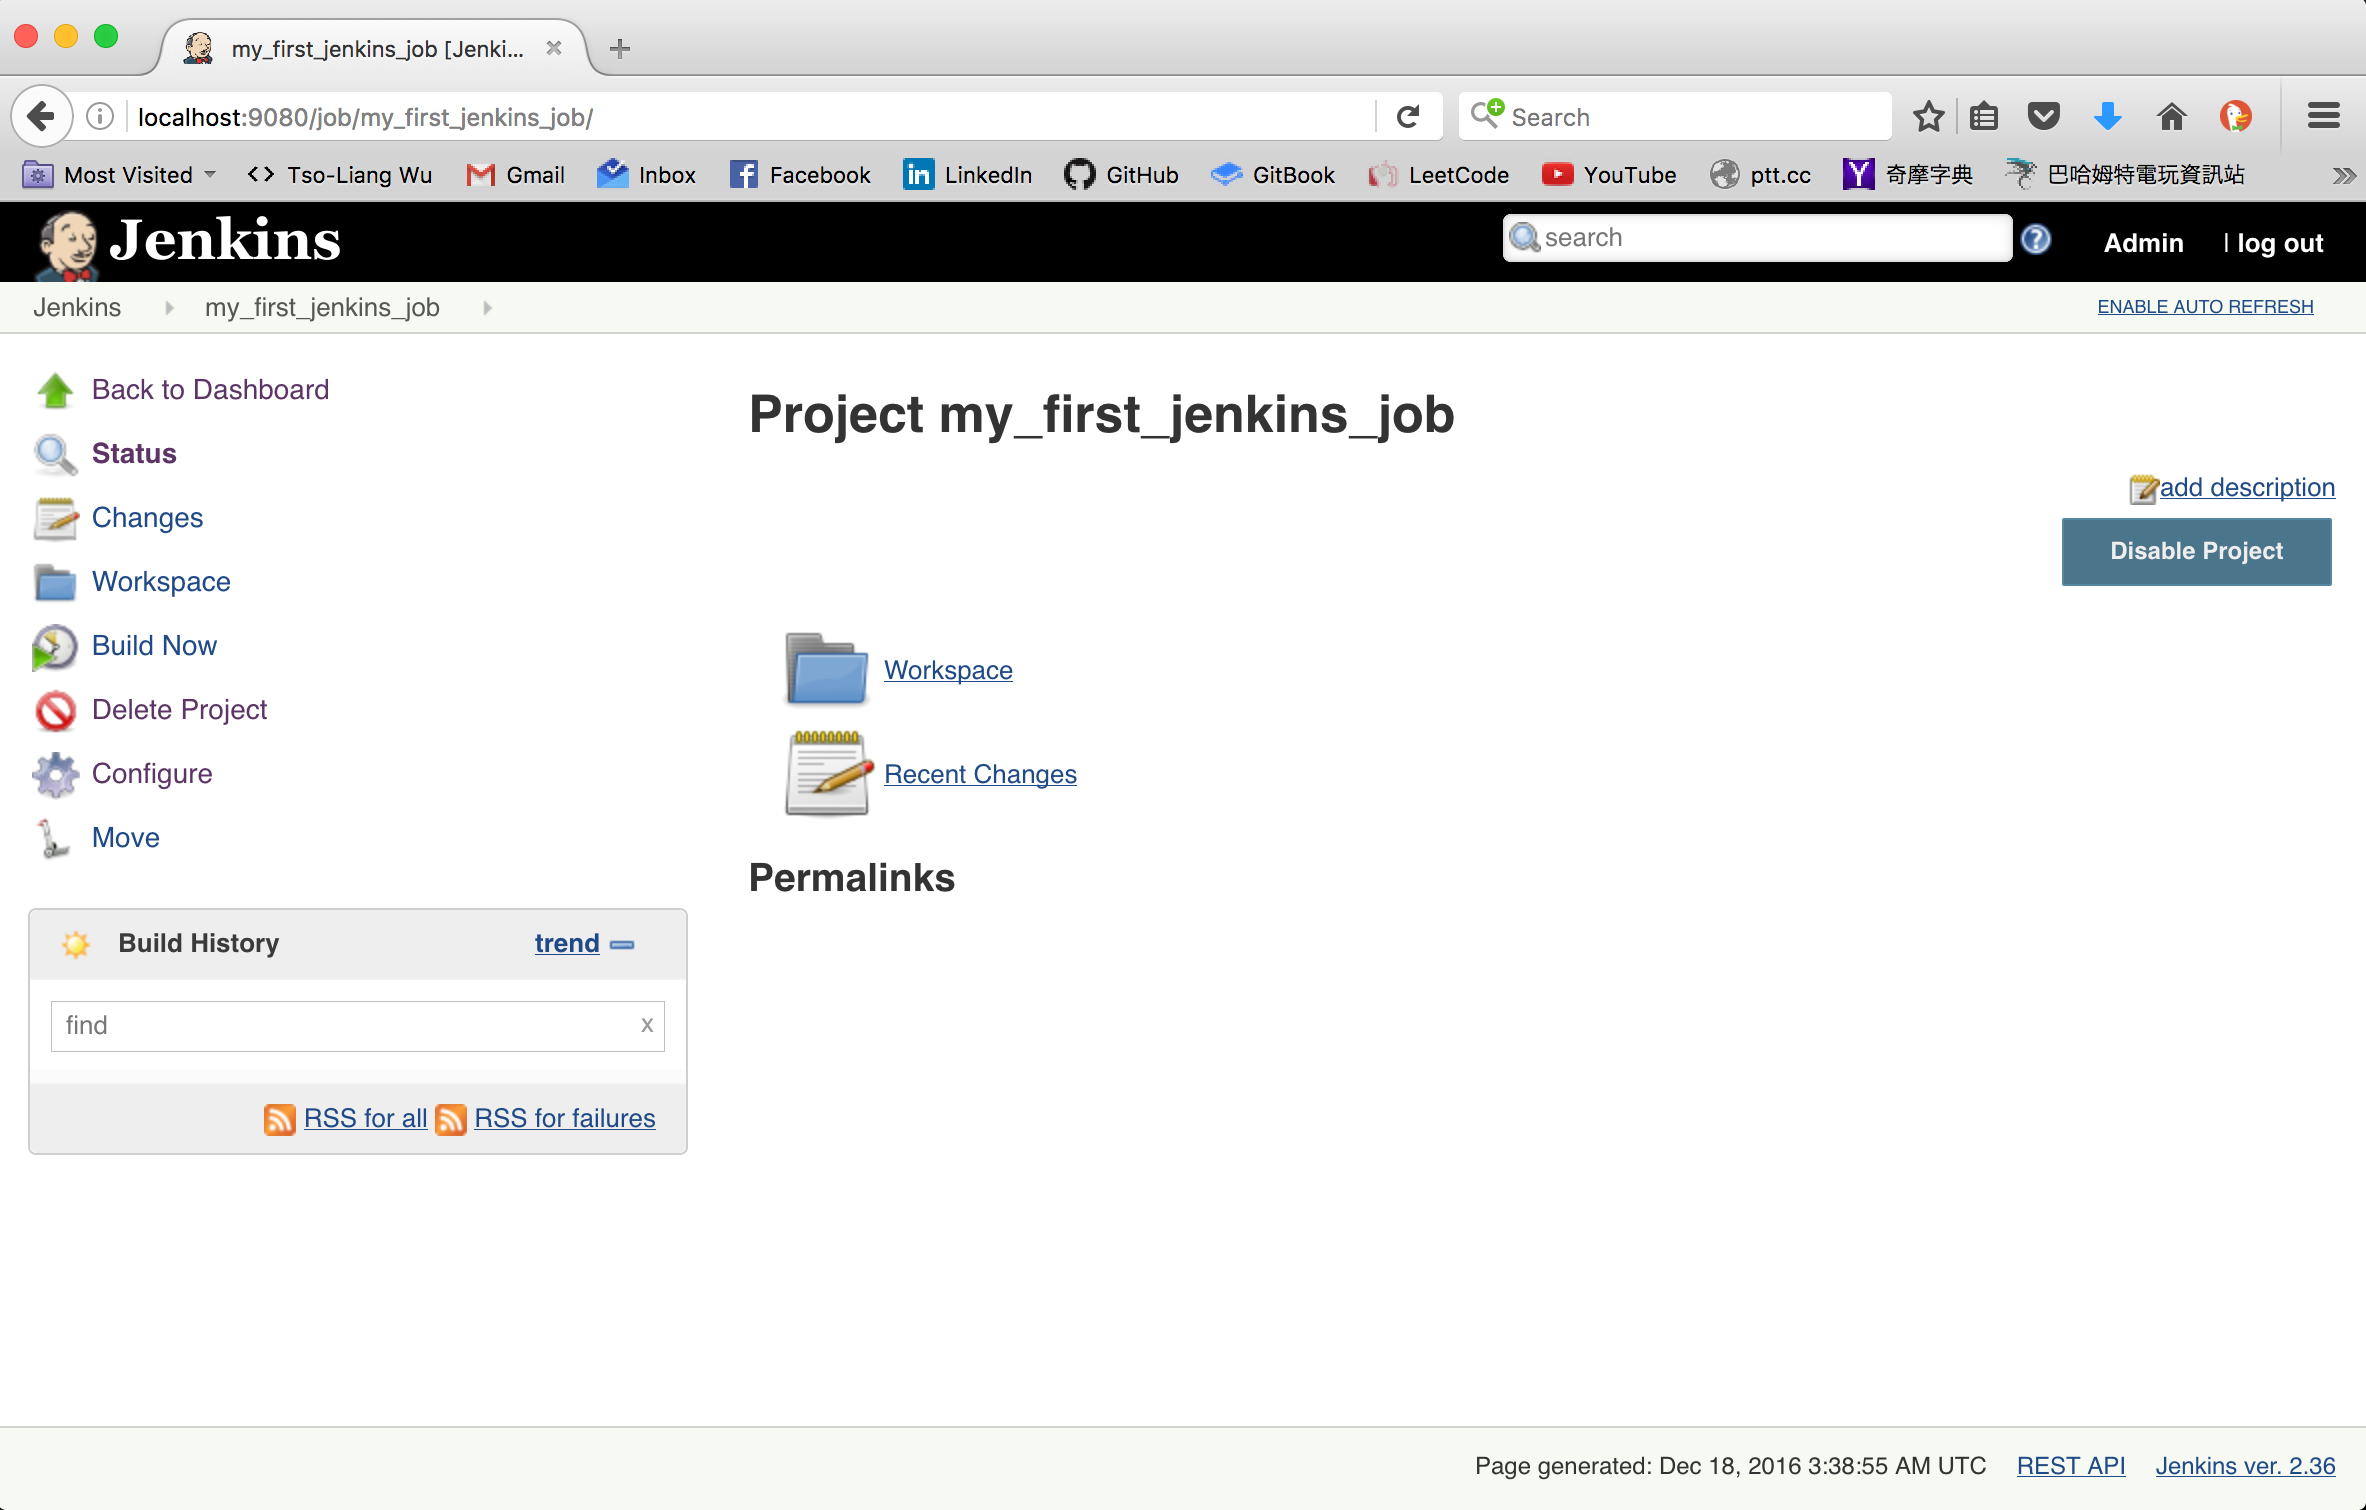 my_first_jenkins_job [Jenki...
localhost:9080/job/my_first_jenkins_job/
Search
Most Visited
Tso-Liang Wu
Gmail
Inbox
Facebook
LinkedIn
GitHub
GitBook
LeetCode
YouTube
ptt.cc
奇摩字典
巴哈姆特電玩資訊站
Jenkins
search
Admin
| log out
Jenkins
my_first_jenkins_job
ENABLE AUTO REFRESH
Back to Dashboard
Status
Changes
Workspace
Build Now
Delete Project
Configure
Move
Build History
trend
find
x
RSS for all
RSS for failures
Project my_first_jenkins_job
add description
Disable Project
Workspace
Recent Changes
Permalinks
Page generated: Dec 18, 2016 3:38:55 AM UTC
REST API
Jenkins ver. 2.36